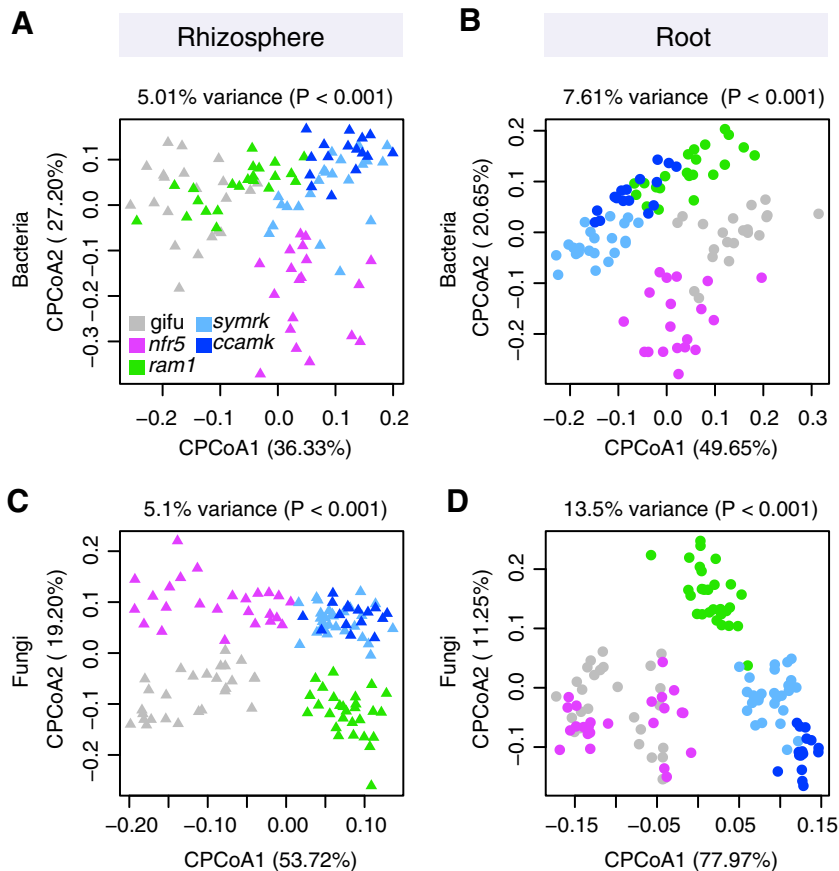 A
Rhizosphere
B
Root
5.01% variance (P < 0.001)
7.61% variance (P < 0.001)
Bacteria
CPCoA2 ( 27.20%)
0.1
0.0
−0.1
−0.2
−0.3
gifu
symrk
nfr5
ccamk
ram1
−0.2
−0.1
0.0
0.1
0.2
CPCoA1 (36.33%)
Bacteria
CPCoA2 ( 20.65%)
0.2
0.1
0.0
−0.1
−0.2
−0.2
−0.1
0.0
0.1
0.2
0.3
CPCoA1 (49.65%)
C
5.1% variance (P < 0.001)
D
13.5% variance (P < 0.001)
Fungi
CPCoA2 ( 19.20%)
0.2
0.1
0.0
−0.1
−0.2
−0.20
−0.10
0.00
0.10
CPCoA1 (53.72%)
Fungi
CPCoA2 ( 11.25%)
0.2
0.1
0.0
−0.1
−0.15
−0.05
0.05
0.15
CPCoA1 (77.97%)